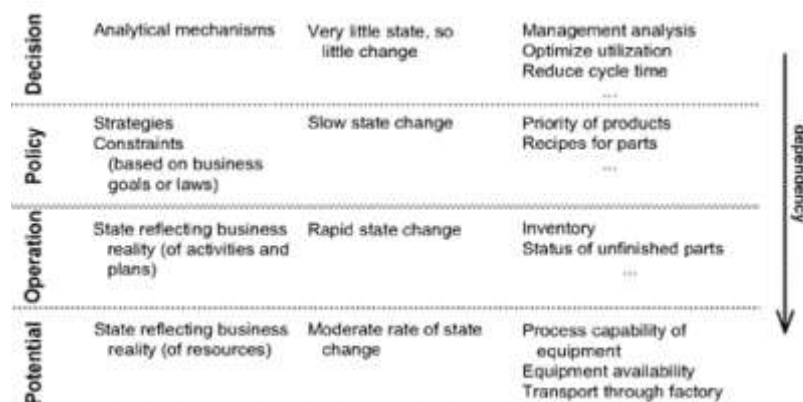 Decision
Analytical mechanisms
Very little state, so
little change
Management analysis
Optimize utilization
Reduce cycle time
...
Policy
Strategies
Constraints
(based on business
goals or laws)
Slow state change
Priority of products
Recipes for parts
...
Operation
State reflecting business
reality (of activities and
plans)
Rapid state change
Inventory
Status of unfinished parts
...
Potential
State reflecting business
reality (of resources)
Moderate rate of state
change
Process capability of
equipment
Equipment availability
Transport through factory
dependency